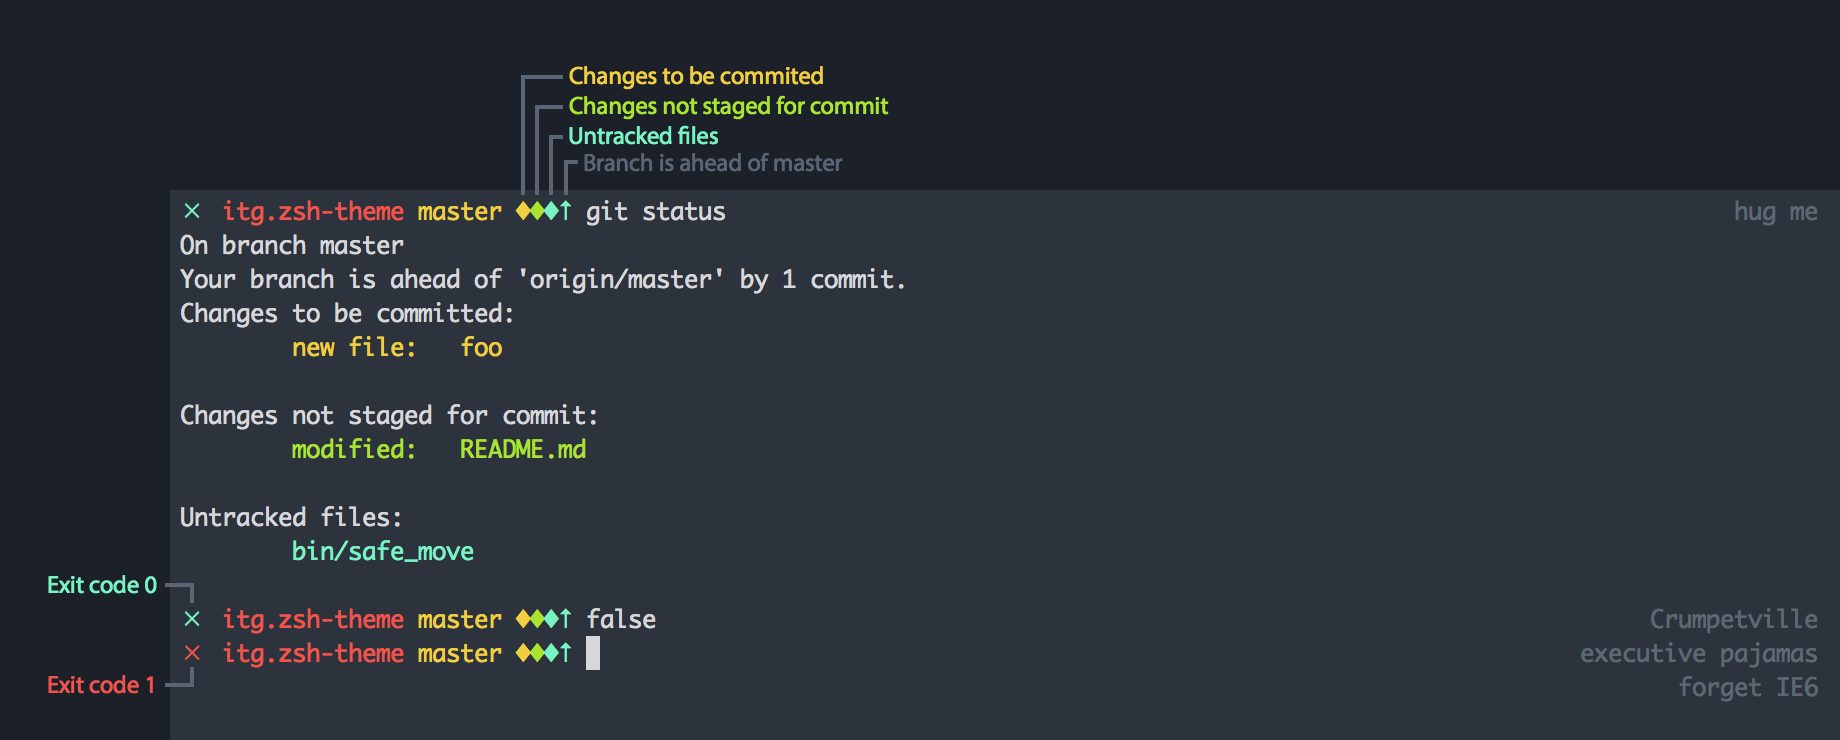 Changes to be commited
Changes not staged for commit
Untracked files
Branch is ahead of master
× itg.zsh-theme master ♦♦♦↑ git status hug me
On branch master
Your branch is ahead of 'origin/master' by 1 commit.
Changes to be committed:
new file: foo
Changes not staged for commit:
modified: README.md
Untracked files:
bin/safe_move
Exit code 0
× itg.zsh-theme master ♦♦♦↑ false Crumpetville
× itg.zsh-theme master ♦♦♦↑ executive pajamas
Exit code 1
forget IE6